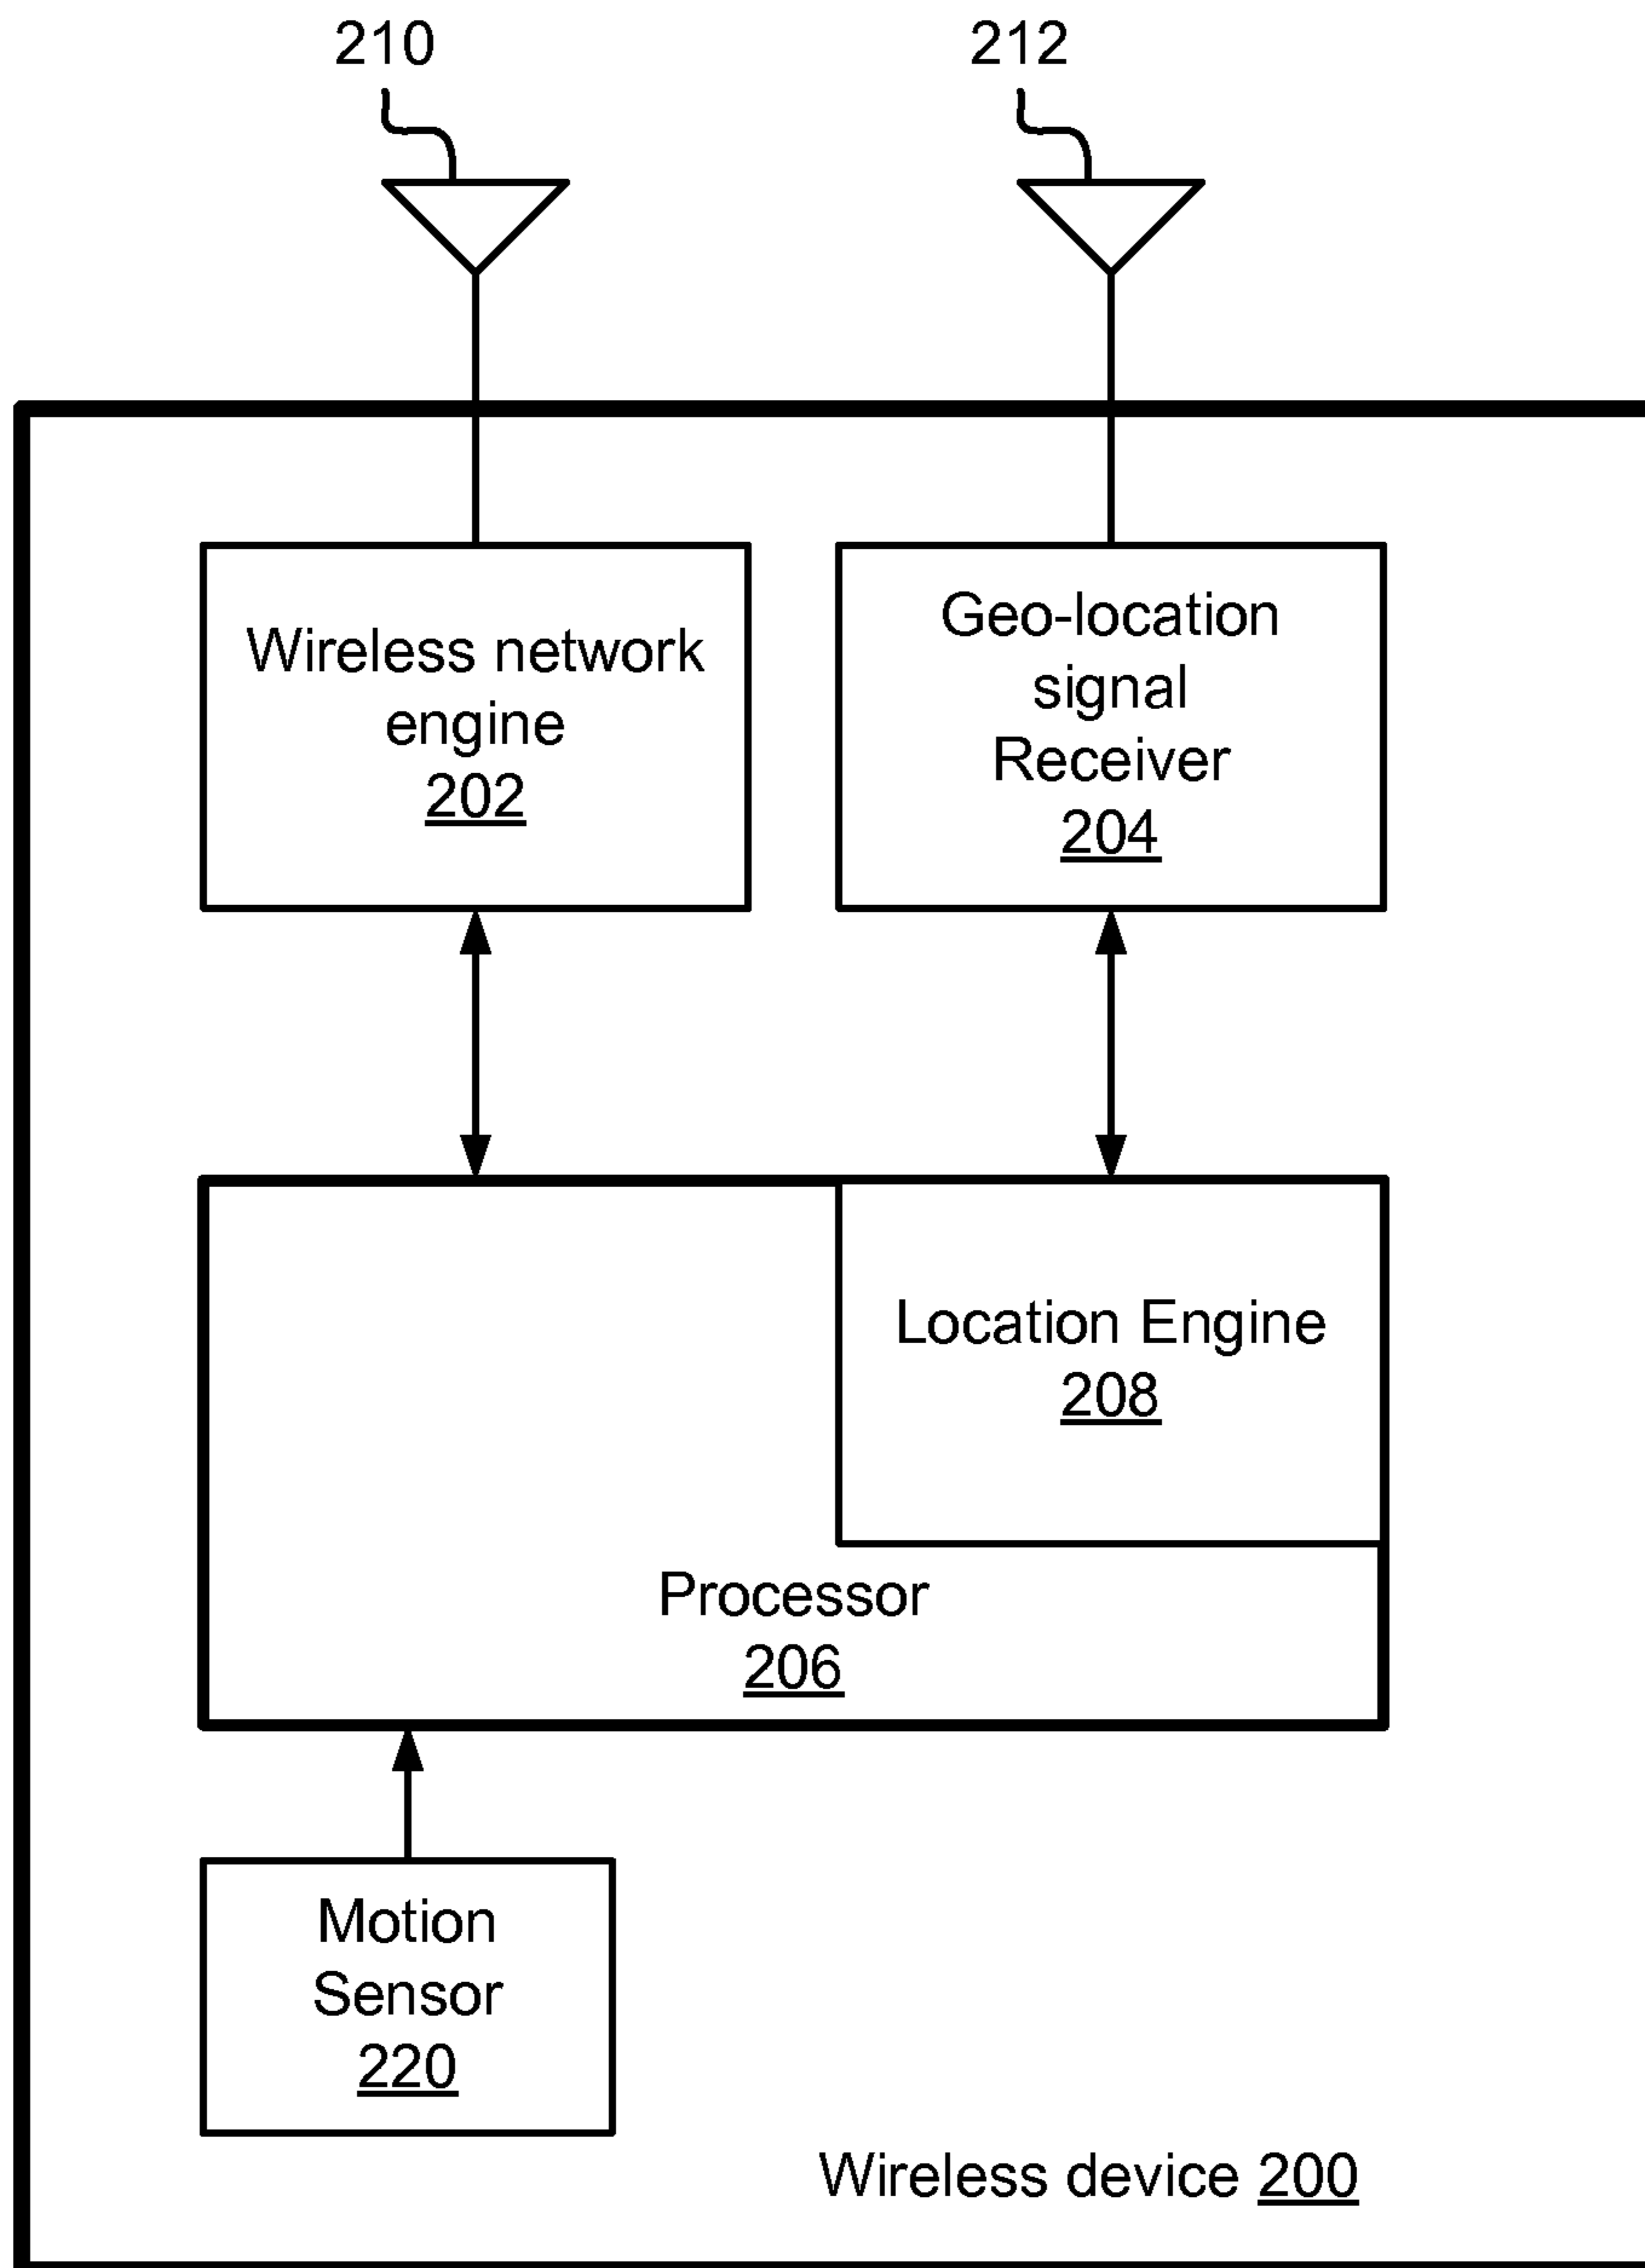 210
212
Wireless network
engine
202
Geo-location
signal
Receiver
204
Location Engine
208
Processor
206
Motion
Sensor
220
Wireless device 200